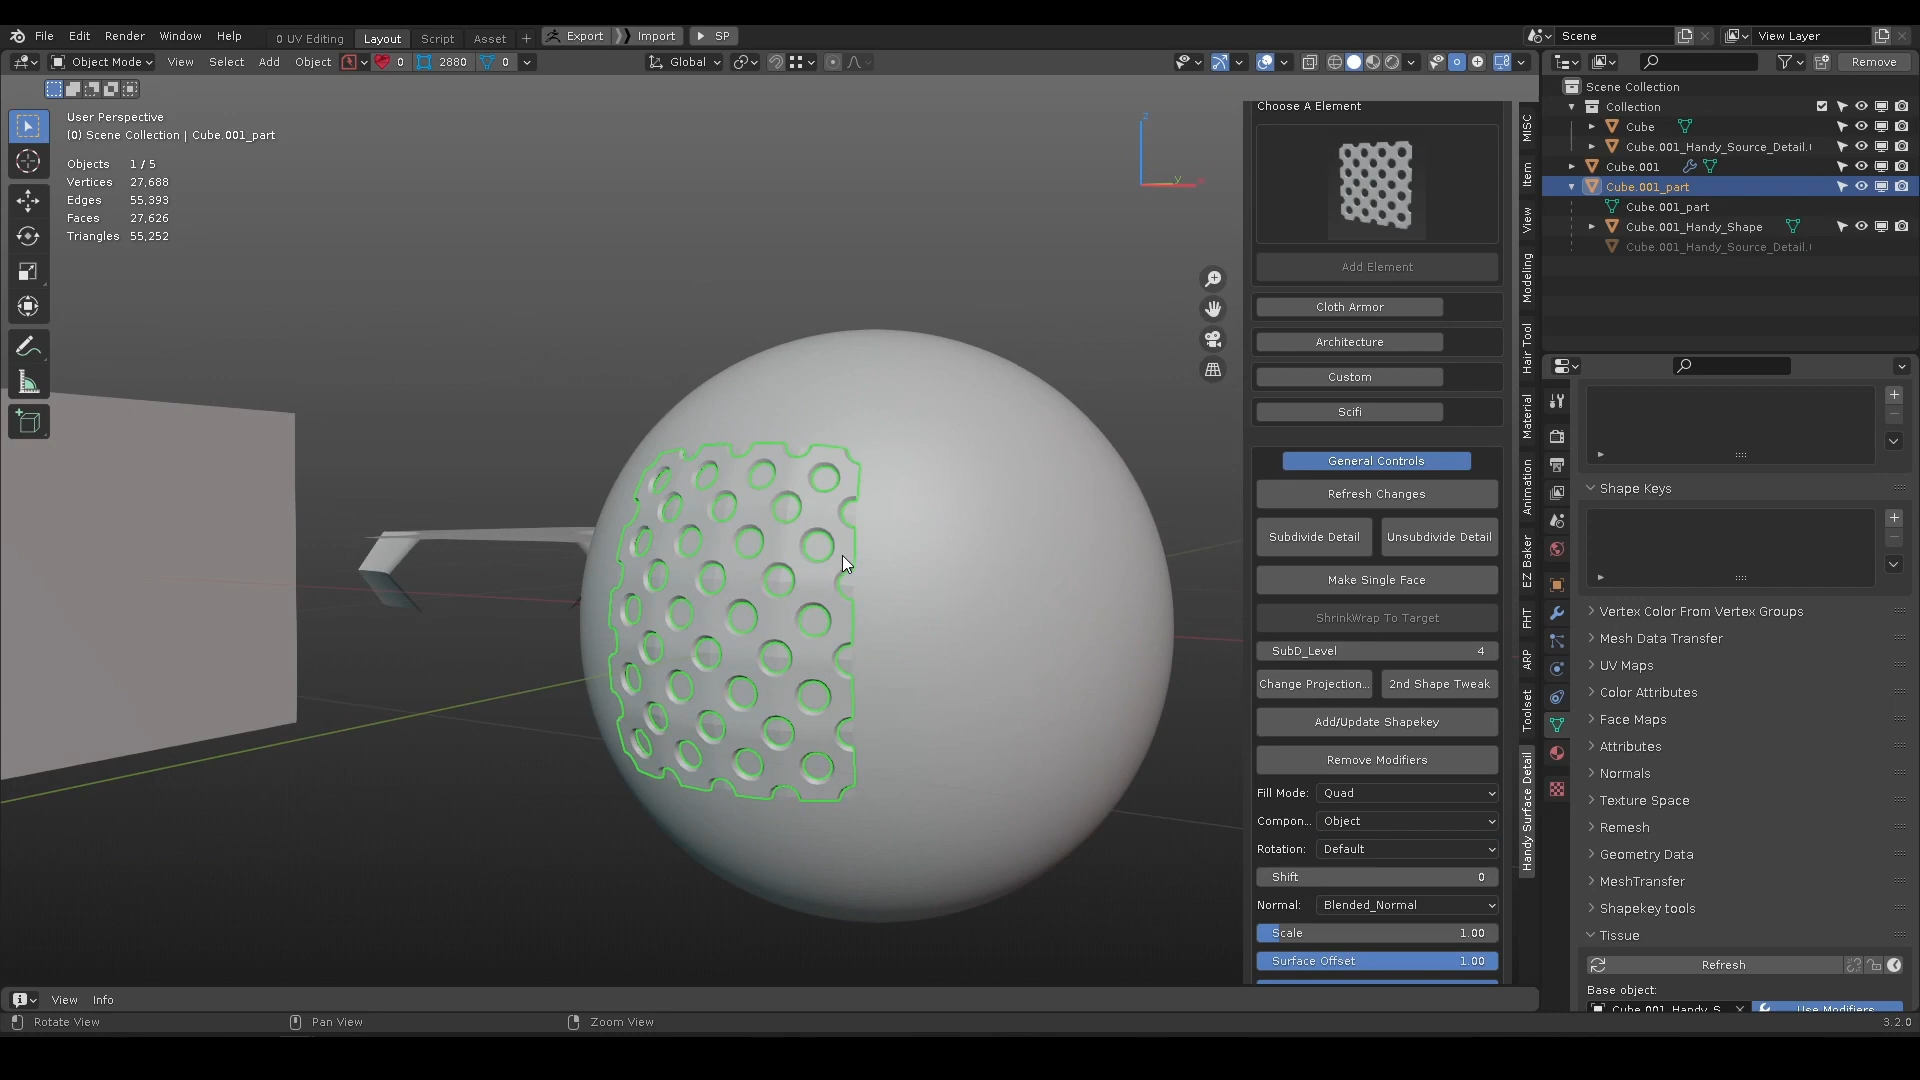 File Edit Render Window Help 0 UV Editing Layout Script Asset + Export Import SP
Scene View Layer
Object Mode View Select Add Object 0 2880 0 Global
Remove
User Perspective
(0) Scene Collection | Cube.001_part
Objects 1 / 5
Vertices 27,688
Edges 55,393
Faces 27,626
Triangles 55,252
z
y
Choose A Element
Add Element
Cloth Armor
Architecture
Custom
Scifi
General Controls
Refresh Changes
Subdivide Detail Unsubdivide Detail
Make Single Face
ShrinkWrap To Target
SubD_Level 4
Change Projection... 2nd Shape Tweak
Add/Update Shapekey
Remove Modifiers
Fill Mode: Quad
Compon... Object
Rotation: Default
Shift 0
Normal: Blended_Normal
Scale 1.00
Surface Offset 1.00
MISC
Item
View
Modeling
Hair Tool
Material
Animation
EZ Baker
FHT
ARP
Toolset
Handy Surface Detail
Scene Collection
Collection
Cube
Cube.001_Handy_Source_Detail.
Cube.001
Cube.001_part
Cube.001_part
Cube.001_Handy_Shape
Cube.001_Handy_Source_Detail.
Shape Keys
Vertex Color From Vertex Groups
Mesh Data Transfer
UV Maps
Color Attributes
Face Maps
Attributes
Normals
Texture Space
Remesh
Geometry Data
MeshTransfer
Shapekey tools
Tissue
Refresh
Base object:
Cube.001_Handy_S Use Modifiers
View Info
Rotate View Pan View Zoom View 3.2.0